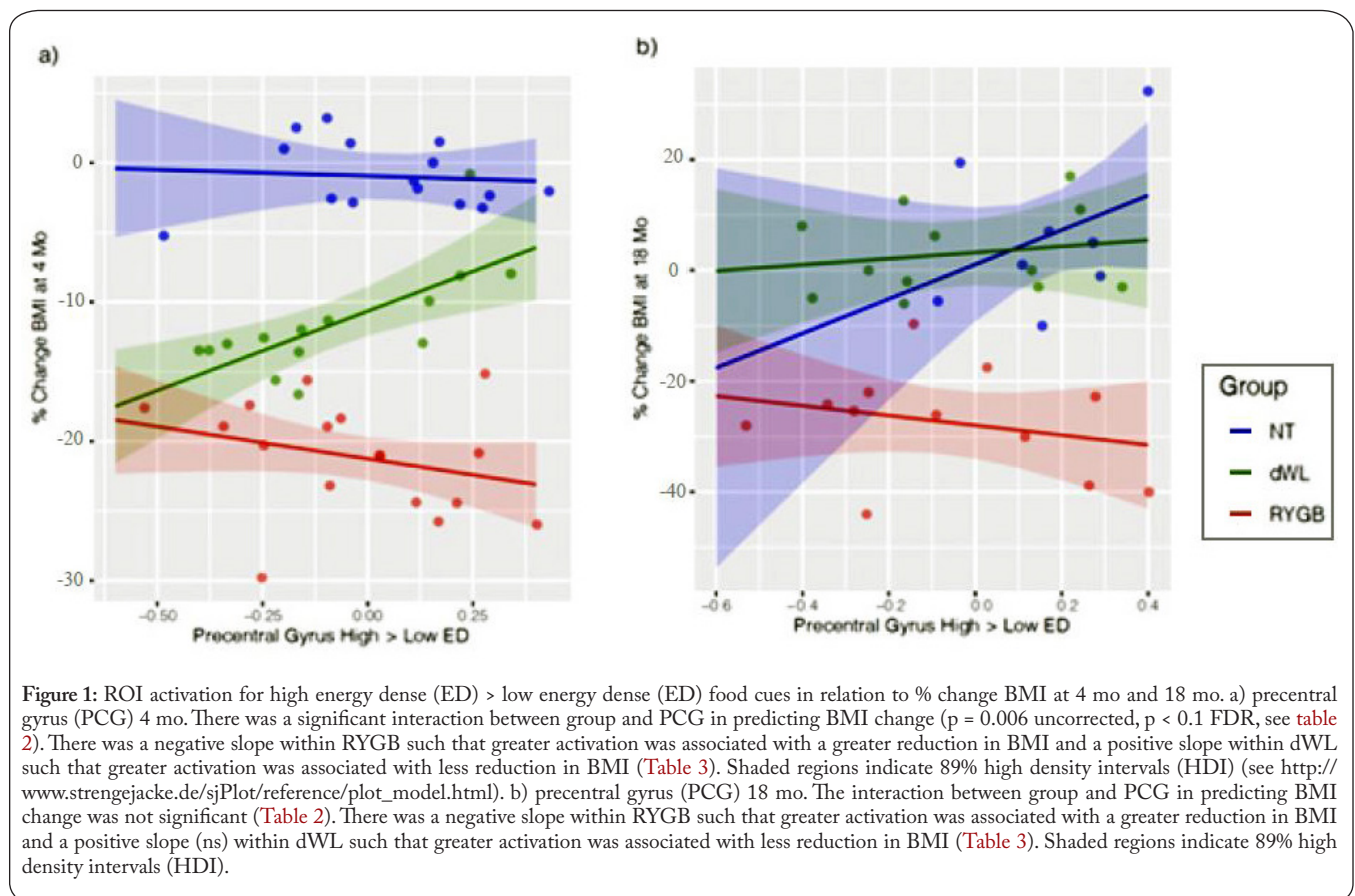 a)
% Change BMI at 4 Mo
0
-10
-20
-30
-0.50
-0.25
0.00
0.25
Precentral Gyrus High > Low ED
b)
% Change BMI at 18 Mo
20
0
-20
-40
-0.6
-0.4
-0.2
0.0
0.2
0.4
Precentral Gyrus High > Low ED
Group
NT
dWL
RYGB
Figure 1: ROI activation for high energy dense (ED) > low energy dense (ED) food cues in relation to % change BMI at 4 mo and 18 mo. a) precentral
gyrus (PCG) 4 mo. There was a significant interaction between group and PCG in predicting BMI change (p = 0.006 uncorrected, p < 0.1 FDR, see table
2). There was a negative slope within RYGB such that greater activation was associated with a greater reduction in BMI and a positive slope within dWL
such that greater activation was associated with less reduction in BMI (Table 3). Shaded regions indicate 89% high density intervals (HDI) (see http://
www.strengejacke.de/sjPlot/reference/plot_model.html). b) precentral gyrus (PCG) 18 mo. The interaction between group and PCG in predicting BMI
change was not significant (Table 2). There was a negative slope within RYGB such that greater activation was associated with a greater reduction in BMI
and a positive slope (ns) within dWL such that greater activation was associated with less reduction in BMI (Table 3). Shaded regions indicate 89% high
density intervals (HDI).